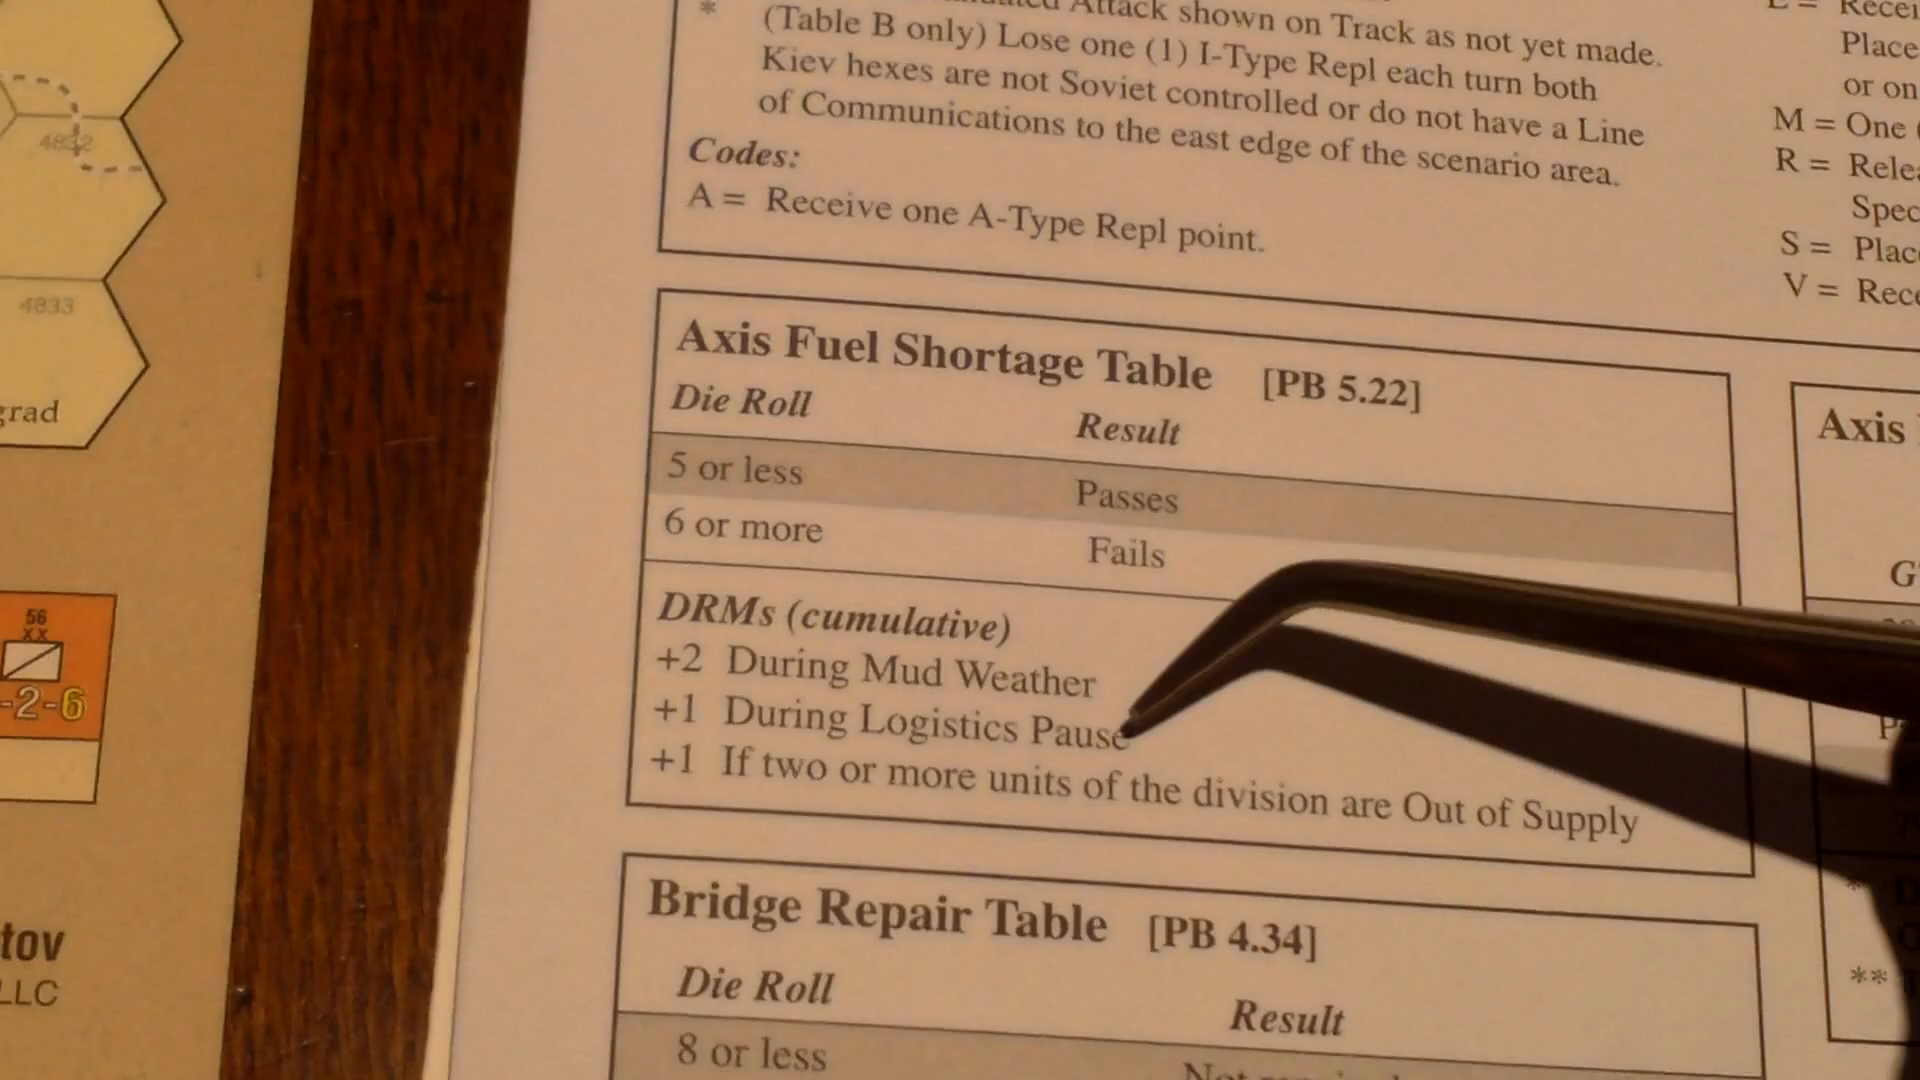 Attack shown on Track as not yet made.
* (Table B only) Lose one (1) I-Type Repl each turn both
Kiev hexes are not Soviet controlled or do not have a Line
of Communications to the east edge of the scenario area.
Codes:
A = Receive one A-Type Repl point.
Axis Fuel Shortage Table [PB 5.22]
Die Roll Result
5 or less Passes
6 or more Fails
DRMs (cumulative)
+2 During Mud Weather
+1 During Logistics Pause
+1 If two or more units of the division are Out of Supply
Bridge Repair Table [PB 4.34]
Die Roll Result
8 or less
Place
or on
M = One
R =
S =
V =
Axis
4832
4833
grad
56
XX
-2-6
tov
LLC
**